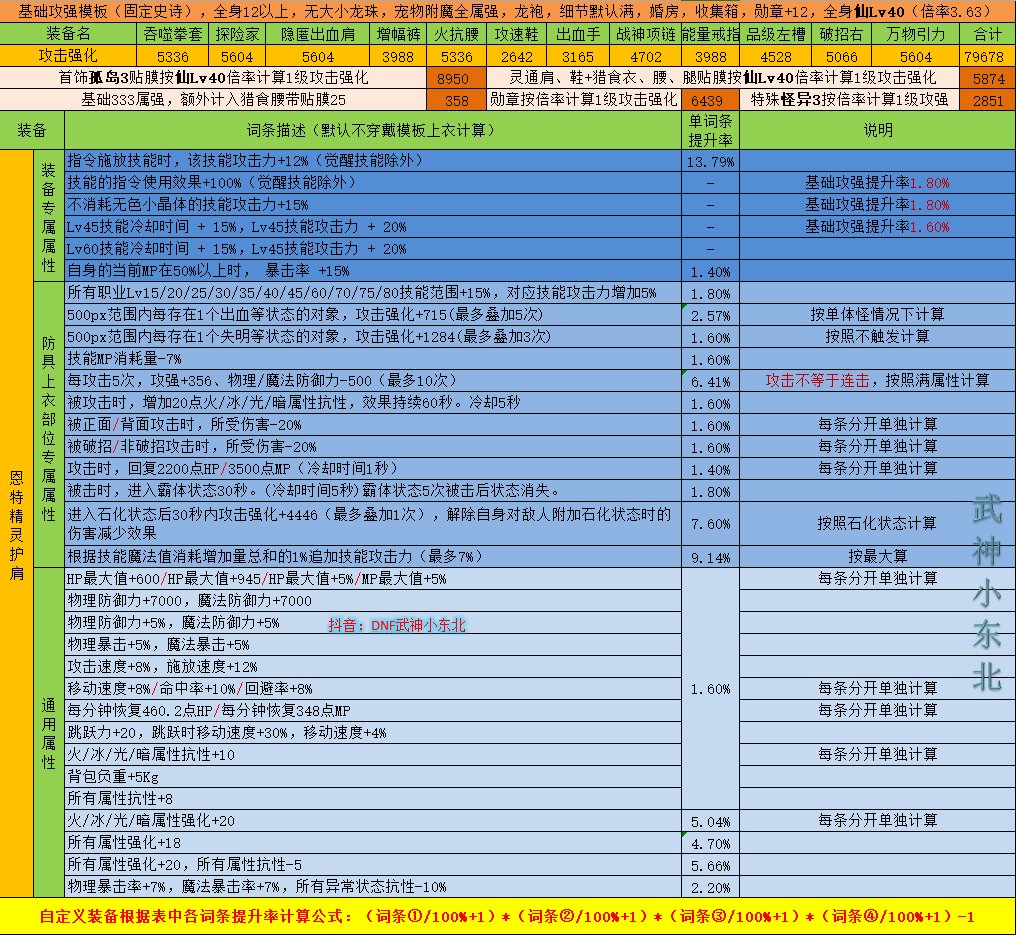 基础攻强模板（固定史诗），全身12以上，无大小龙珠，宠物附魔全属强，龙袍，细节默认满，婚房，收集箱，勋章+12，全身仙Lv40（倍率3.63）
装备名称 吞噬拳套 探险家 隐匿出血肩 增幅裤 火抗腰 攻速鞋 出血手 战神项链 能量戒指 品级左槽 破招右 万物引力 合计
攻击强化 5336 5604 5604 3988 5336 2642 3165 4702 3988 4528 5066 5604 79678
首饰孤岛3贴膜按仙Lv40倍率计算1级攻击强化 8950 灵通肩、鞋+猎食衣、腰、腿贴膜按仙Lv40倍率计算1级攻击强化 5874
基础333属强，额外计入猎食腰带贴膜25 358 勋章按倍率计算1级攻击强化 6439 特殊怪异3按倍率计算1级攻强 2851
装备 词条描述（默认不穿戴模板上衣计算） 单词条提升率 说明
恩特精灵护肩
装备专属属性
指令施放技能时，该技能攻击力+12%（觉醒技能除外） 13.79%
技能的指令使用效果+100%（觉醒技能除外） - 基础攻强提升率1.80%
不消耗无色小晶体的技能攻击力+15% - 基础攻强提升率1.80%
Lv45技能冷却时间 + 15%，Lv45技能攻击力 + 20% - 基础攻强提升率1.60%
Lv60技能冷却时间 + 15%，Lv45技能攻击力 + 20% -
自身的当前MP在50%以上时， 暴击率 +15% 1.40%
防具上衣部位专属属性
所有职业Lv15/20/25/30/35/40/45/60/70/75/80技能范围+15%，对应技能攻击力增加5% 1.80%
500px范围内每存在1个出血等状态的对象，攻击强化+715(最多叠加5次) 2.57% 按单体怪情况下计算
500px范围内每存在1个失明等状态的对象，攻击强化+1284(最多叠加3次) 1.60% 按照不触发计算
技能MP消耗量-7% 1.60%
每攻击5次，攻强+356、物理/魔法防御力-500（最多10次） 6.41% 攻击不等于连击，按照满属性计算
被攻击时，增加20点火/冰/光/暗属性抗性，效果持续60秒。冷却5秒 1.60%
被正面/背面攻击时，所受伤害-20% 1.60% 每条分开单独计算
被破招/非破招攻击时，所受伤害-20% 1.60% 每条分开单独计算
攻击时，回复2200点HP/3500点MP（冷却时间1秒） 1.40% 每条分开单独计算
被击时，进入霸体状态30秒。(冷却时间5秒)霸体状态5次被击后状态消失。 1.80%
进入石化状态后30秒内攻击强化+4446（最多叠加1次），解除自身对敌人附加石化状态时的
伤害减少效果 7.60% 按照石化状态计算
根据技能魔法值消耗增加量总和的1%追加技能攻击力（最多7%） 9.14% 按最大算
通用属性
HP最大值+600/HP最大值+945/HP最大值+5%/MP最大值+5% 每条分开单独计算
物理防御力+7000，魔法防御力+7000
物理防御力+5%，魔法防御力+5% 抖音：DNF武神小东北
物理暴击+5%，魔法暴击+5%
攻击速度+8%，施放速度+12%
移动速度+8%/命中率+10%/回避率+8% 1.60% 每条分开单独计算
每分钟恢复460.2点HP/每分钟恢复348点MP 每条分开单独计算
跳跃力+20，跳跃时移动速度+30%，移动速度+4%
火/冰/光/暗属性抗性+10 每条分开单独计算
背包负重+5Kg
所有属性抗性+8
火/冰/光/暗属性强化+20 5.04% 每条分开单独计算
所有属性强化+18 4.70%
所有属性强化+20，所有属性抗性-5 5.66%
物理暴击率+7%，魔法暴击率+7%，所有异常状态抗性-10% 2.20%
武神小东北
自定义装备根据表中各词条提升率计算公式：（词条①/100%+1）*（词条②/100%+1）*（词条③/100%+1）*（词条④/100%+1）-1